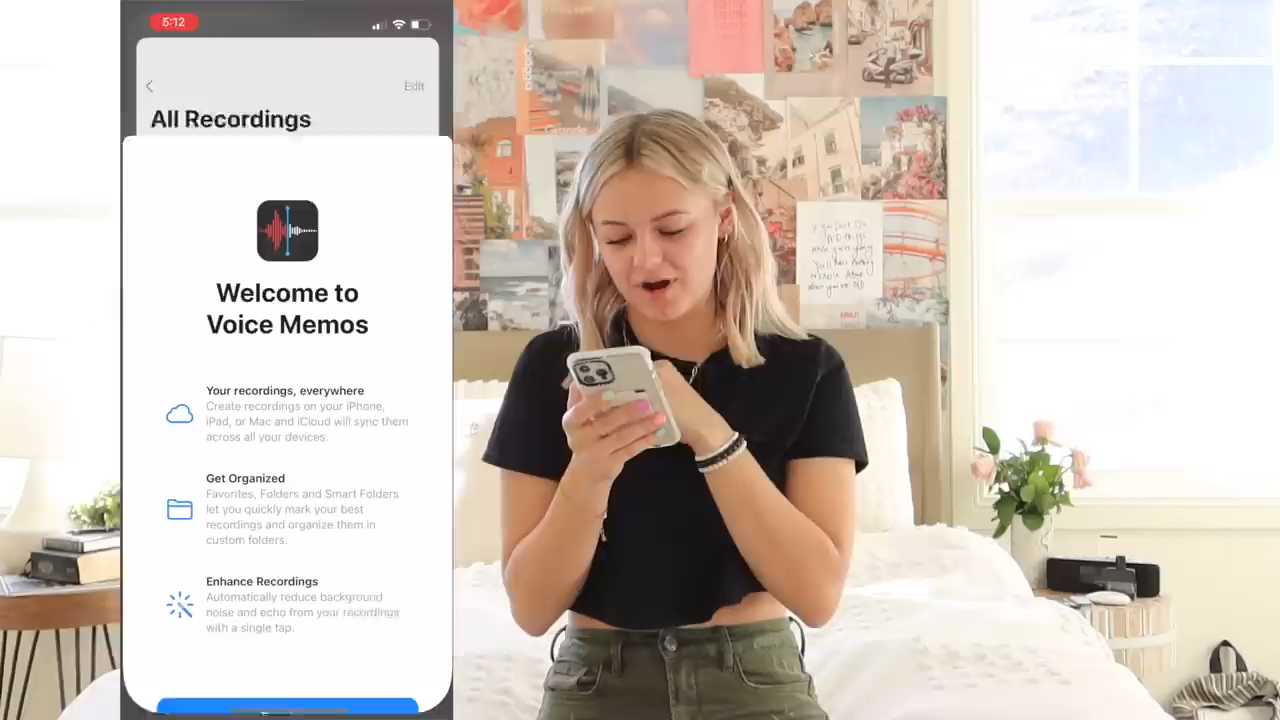 5:12
Edit
All Recordings
Welcome to
Voice Memos
Your recordings, everywhere
Create recordings on your iPhone,
iPad, or Mac and iCloud will sync them
across all your devices.
Get Organized
Favorites, Folders and Smart Folders
let you quickly mark your best
recordings and organize them in
custom folders.
Enhance Recordings
Automatically reduce background
noise and echo from your recordings
with a single tap.